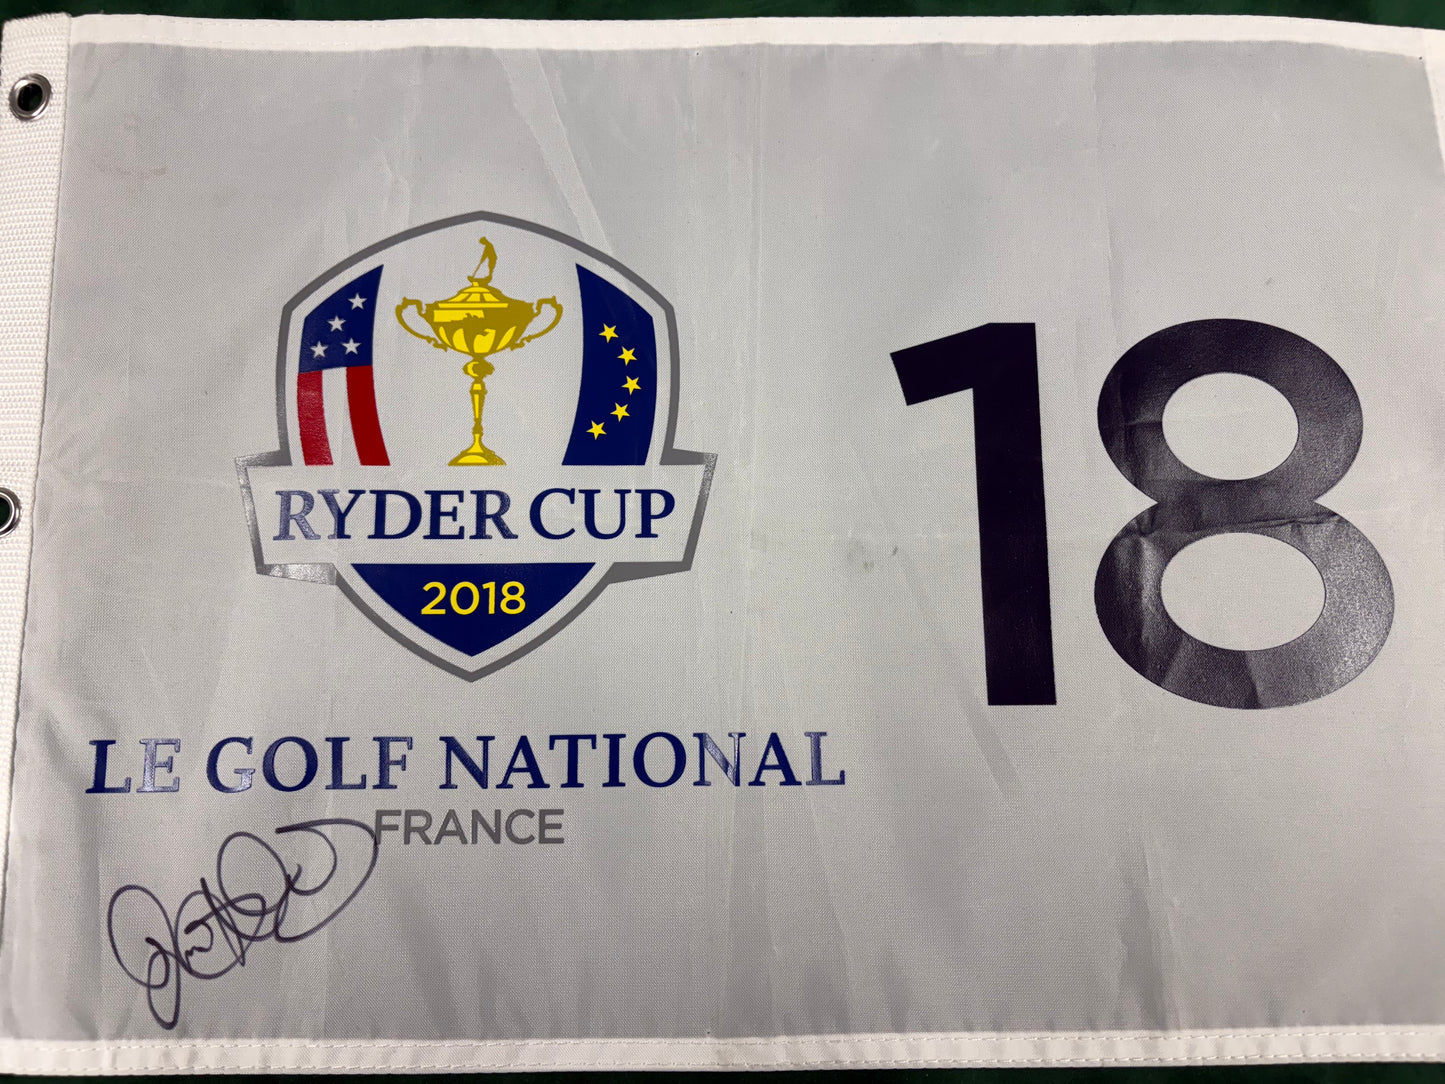 RYDER CUP
2018
18
LE GOLF NATIONAL
FRANCE